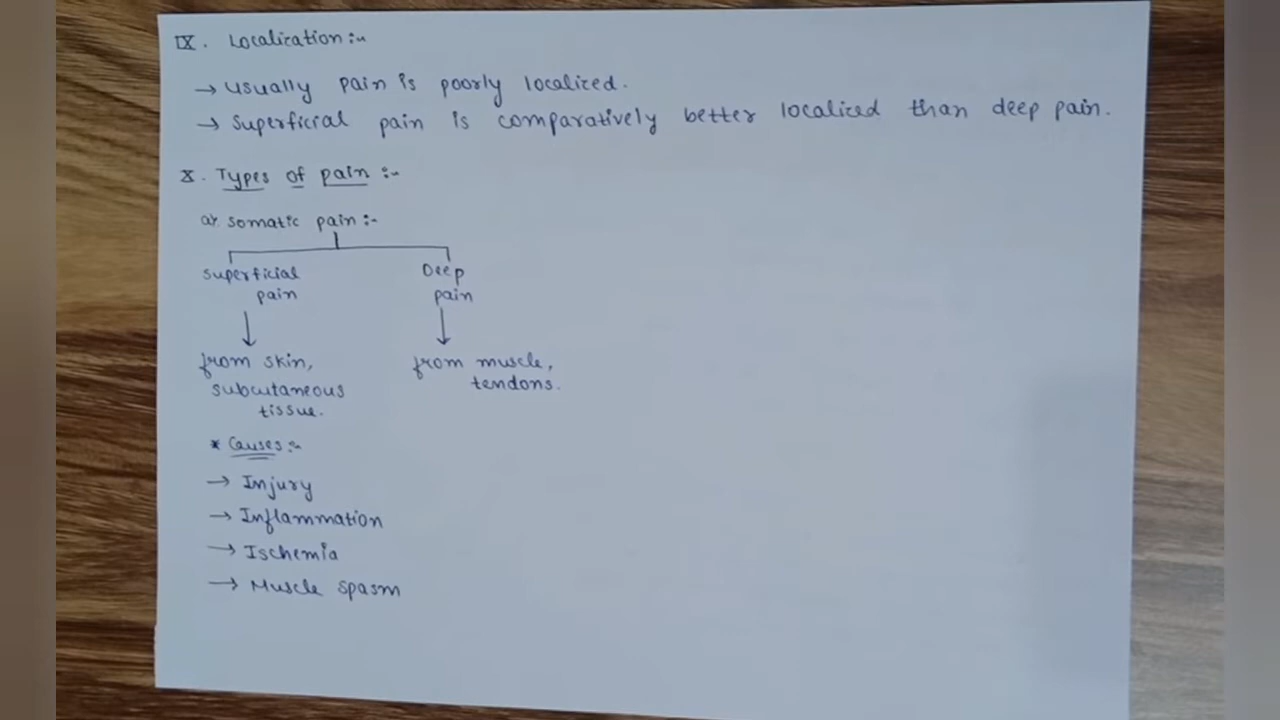 IX. Localization:-
→ Usually pain is poorly localized.
→ Superficial pain is comparatively better localized than deep pain.
X. Types of pain :-
a) Somatic pain :-
Superficial pain
Deep pain
from skin, subcutaneous tissue.
from muscle, tendons.
* Causes :-
→ Injury
→ Inflammation
→ Ischemia
→ Muscle spasm